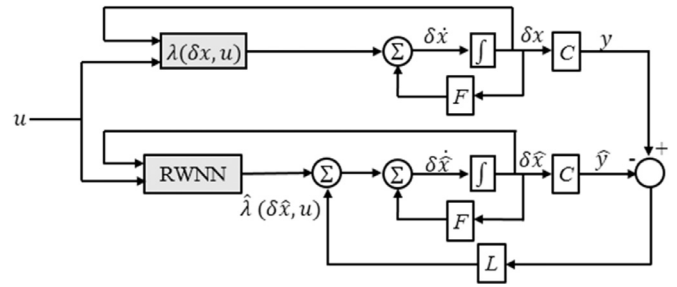 λ(δx, u)
Σ
δẋ
∫
δx
C
y
F
u
+
-
RWNN
λ̂ (δx̂, u)
Σ
Σ
δx̂̇
∫
δx̂
C
ŷ
F
L